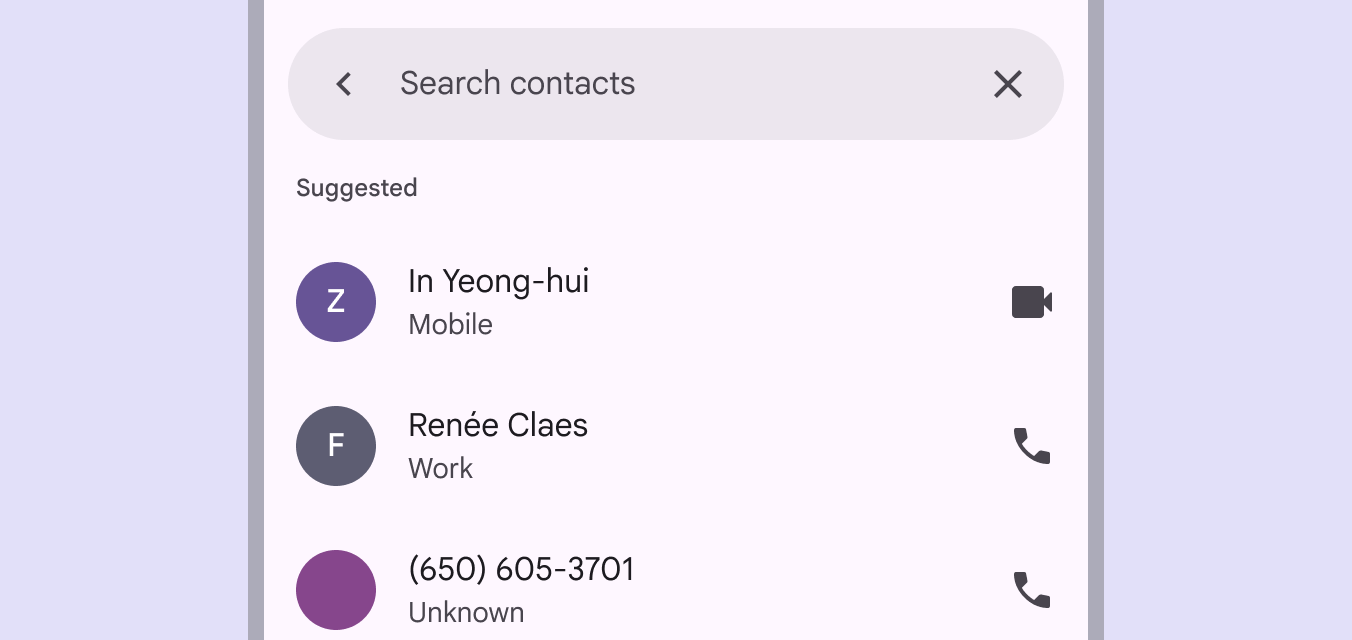 Search contacts
Suggested
Z
In Yeong-hui
Mobile
F
Renée Claes
Work
(650) 605-3701
Unknown